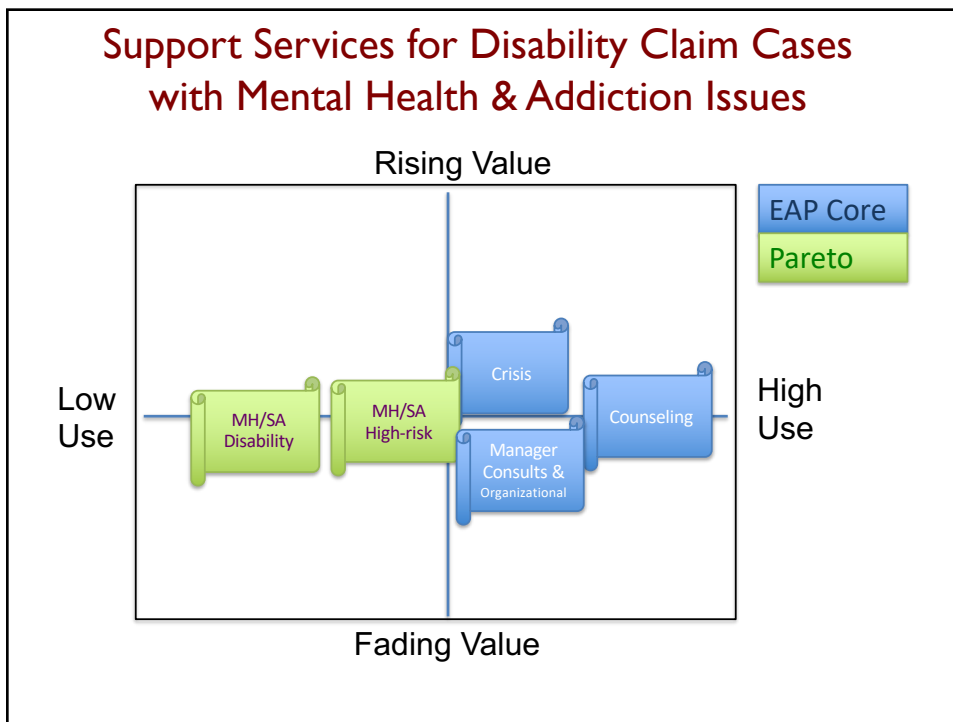 Support Services for Disability Claim Cases
with Mental Health & Addiction Issues
Rising Value
EAP Core
Pareto
Crisis
Low
Use
MH/SA
Disability
MH/SA
High-risk
Counseling
High
Use
Manager
Consults &
Organizational
Fading Value